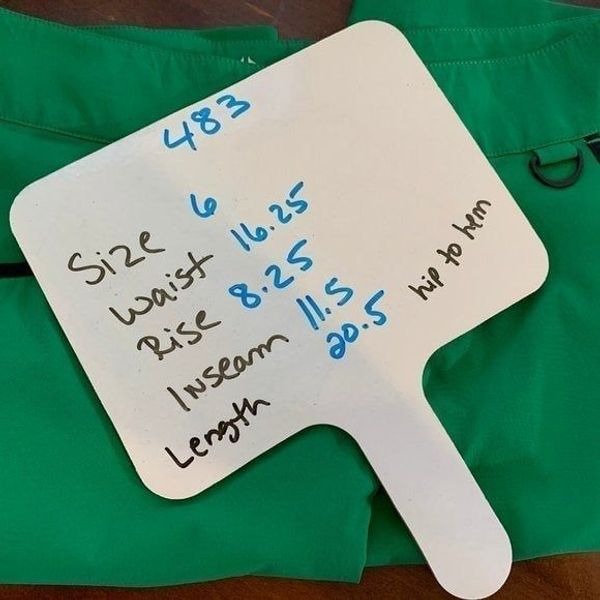 483
Size 6
Waist 16.25
Rise 8.25
Inseam 11.5
Length 20.5 hip to hem